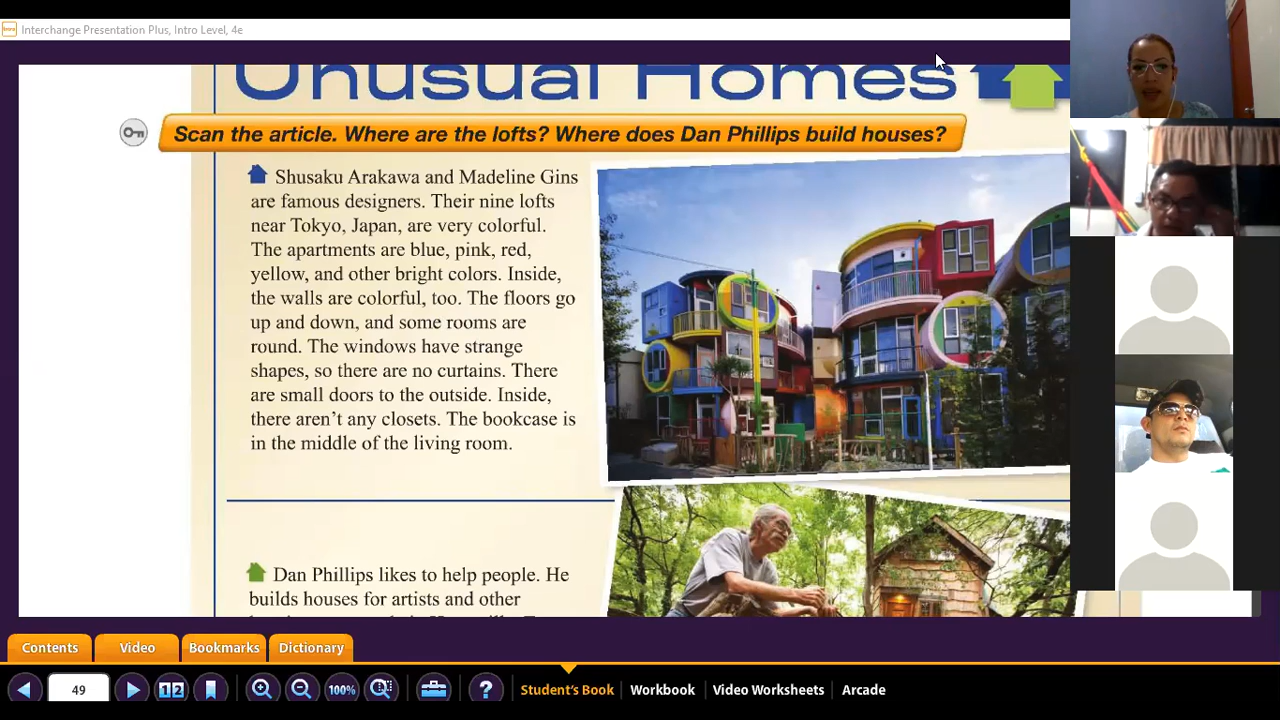 Interchange Presentation Plus, Intro Level, 4e
Unusual Homes
Scan the article. Where are the lofts? Where does Dan Phillips build houses?
Shusaku Arakawa and Madeline Gins
are famous designers. Their nine lofts
near Tokyo, Japan, are very colorful.
The apartments are blue, pink, red,
yellow, and other bright colors. Inside,
the walls are colorful, too. The floors go
up and down, and some rooms are
round. The windows have strange
shapes, so there are no curtains. There
are small doors to the outside. Inside,
there aren't any closets. The bookcase is
in the middle of the living room.
Dan Phillips likes to help people. He
builds houses for artists and other
Contents Video Bookmarks Dictionary
49 12 100% ? Student's Book Workbook Video Worksheets Arcade